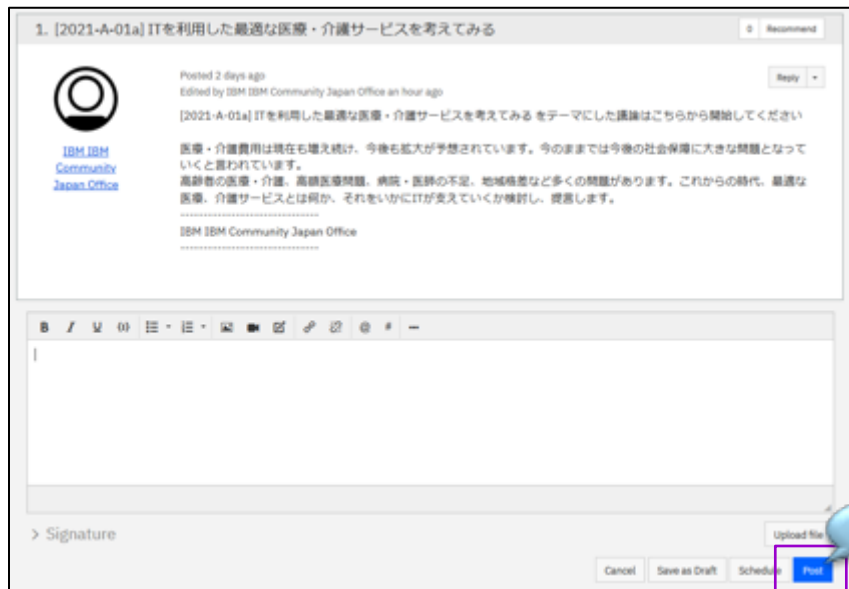 1. [2021-A-01a] ITを利用した最適な医療・介護サービスを考えてみる
0 Recommend
Posted 2 days ago
Reply
Edited by IBM IBM Community Japan Office an hour ago
[2021-A-01a] ITを利用した最適な医療・介護サービスを考えてみる をテーマにした議論はこちらから開始してください
IBM IBM
Community
Japan Office
医療・介護費用は現在も増え続け、今後も拡大が予想されています。今のままでは今後の社会保障に大きな問題となって
いくと言われています。
高齢者の医療・介護、高額医療問題、病院・医師の不足、地域格差など多くの問題があります。これからの時代、最適な
医療、介護サービスとは何か、それをいかにITが支えていくか検討し、提言します。
-------------------------------
IBM IBM Community Japan Office
-------------------------------
B I U
@ #
> Signature
Upload file
Cancel Save as Draft Schedule Post